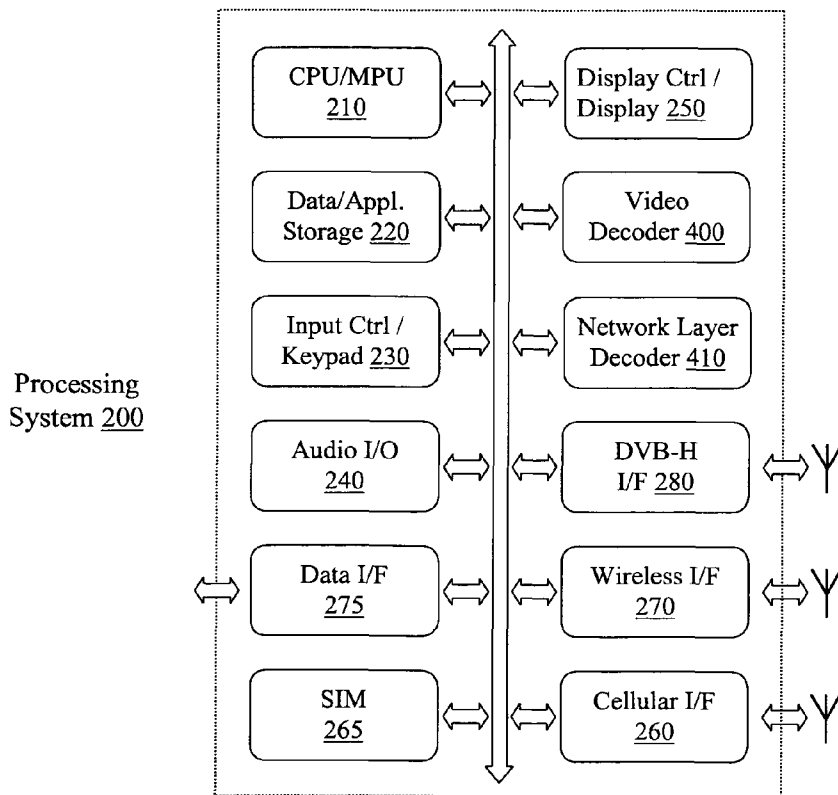 CPU/MPU
210
Display Ctrl /
Display 250
Data/Appl.
Storage 220
Video
Decoder 400
Input Ctrl /
Keypad 230
Network Layer
Decoder 410
Processing
System 200
Audio I/O
240
DVB-H
I/F 280
Data I/F
275
Wireless I/F
270
SIM
265
Cellular I/F
260